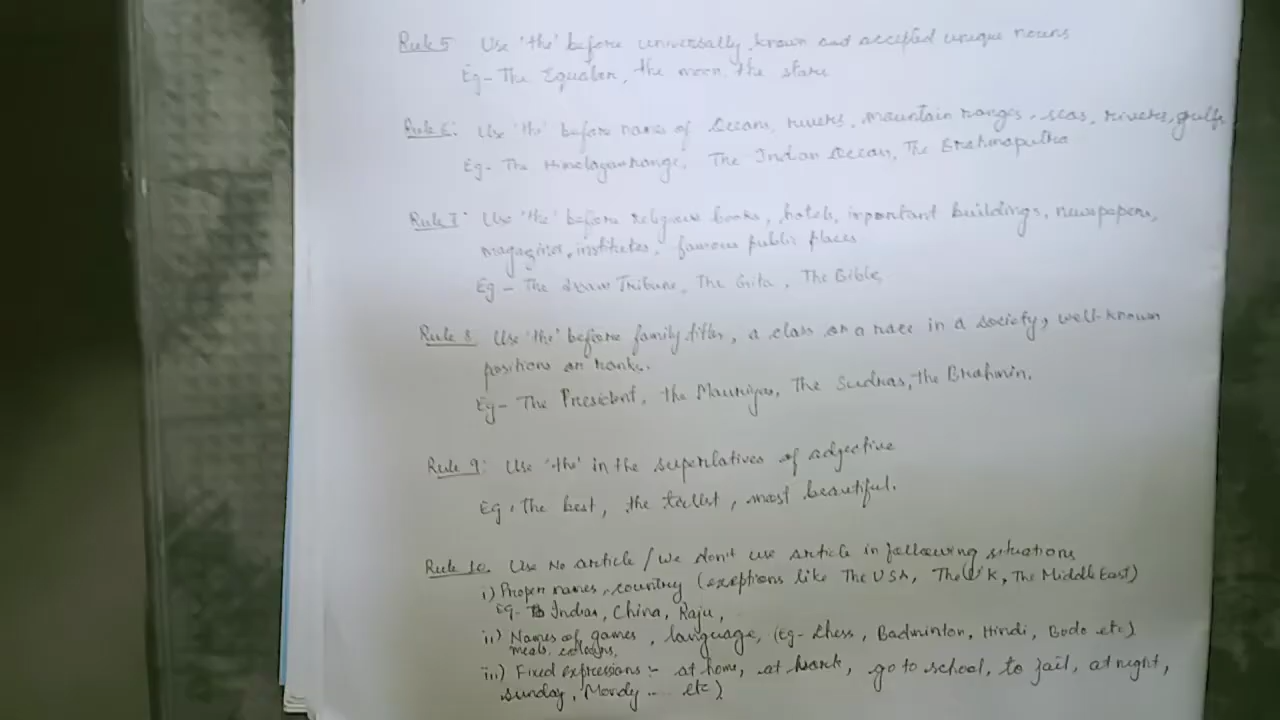 Rule 5 Use 'the' before universally known and accepted unique nouns
Eg- The Equator, the moon, the stars
Rule 6: Use 'the' before names of Oceans, rivers, mountain ranges, seas, rivers, gulfs
Eg- The Himalayan range, The Indian Ocean, The Brahmaputra
Rule 7: Use 'the' before religious books, hotels, important buildings, newspapers,
magazines, institutes, famous public places
Eg- The Tribune, The Gita, The Bible,
Rule 8 Use 'the' before family titles, a class or a race in a society, well-known
positions or ranks.
Eg- The President, the Mauriyas, The Sudras, the Brahmin.
Rule 9: Use 'the' in the superlatives of adjective
Eg. The best, the tallest, most beautiful.
Rule 10. Use No article / we don't use article in following situations
i) Proper names, country (exceptions like The USA, The UK, The Middle East)
Eg- Indian, China, Raju,
ii) Names of games, language, (Eg- Chess, Badminton, Hindi, Bodo etc)
meals,
iii) Fixed expressions:- at home, at work, go to school, to jail, at night,
sunday, Mondy ... etc)